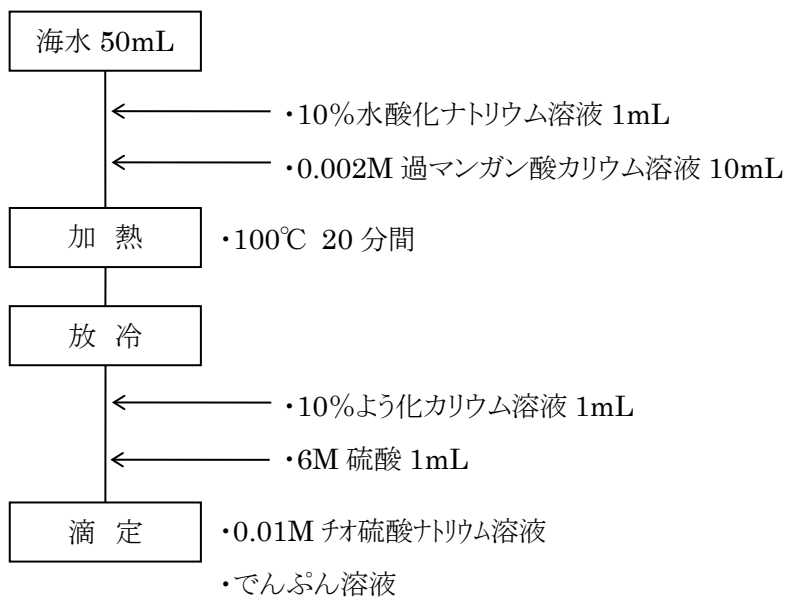 海水 50mL
・10%水酸化ナトリウム溶液 1mL
・0.002M 過マンガン酸カリウム溶液 10mL
加 熱 ・100℃ 20 分間
放 冷
・10%よう化カリウム溶液 1mL
・6M 硫酸 1mL
滴 定 ・0.01M チオ硫酸ナトリウム溶液
・でんぷん溶液